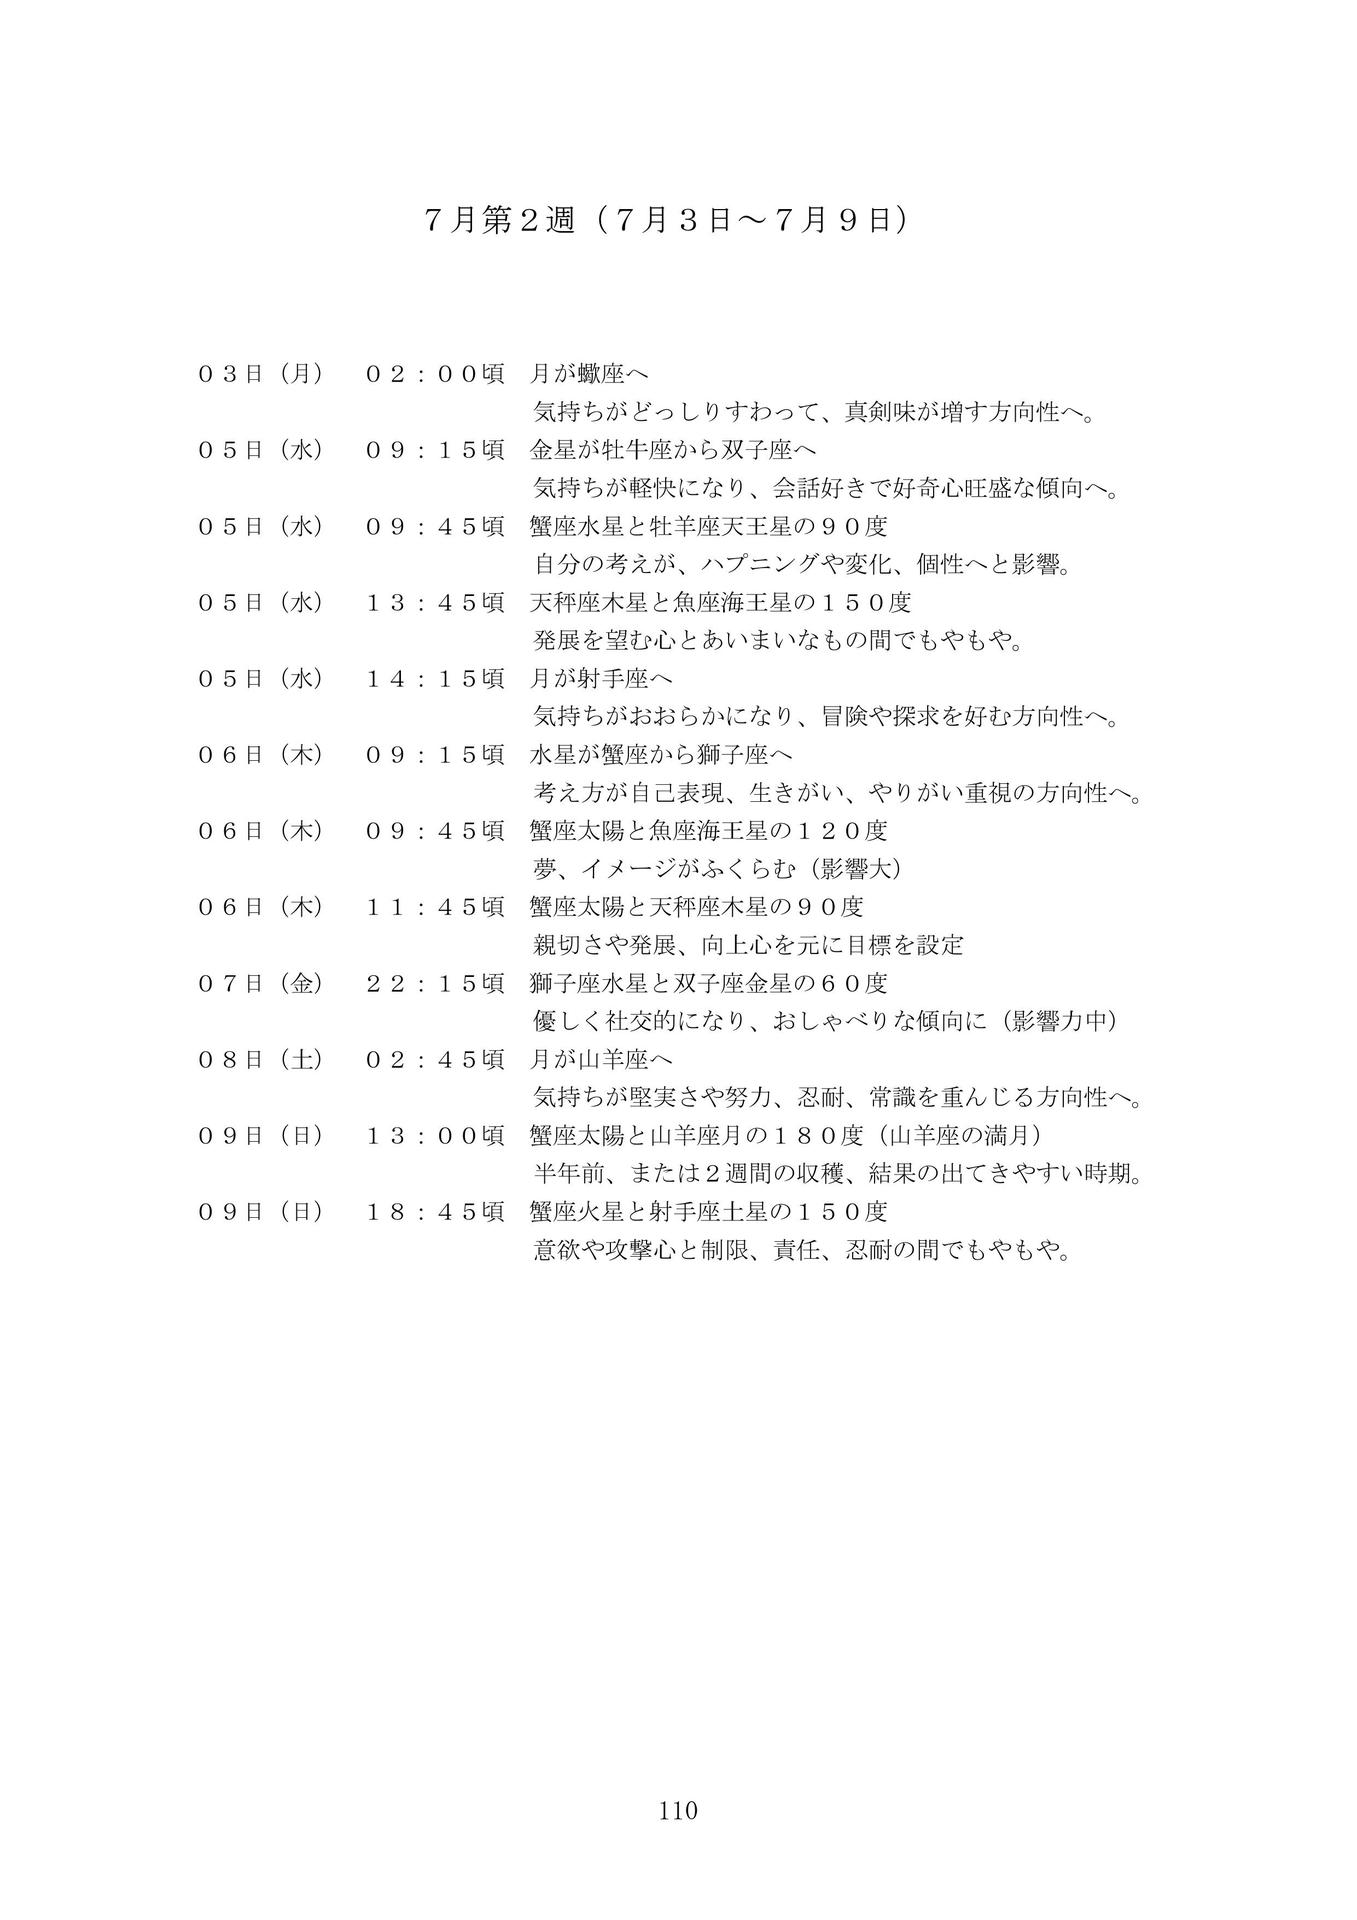 ７月第２週（７月３日～７月９日）
０３日（月）　０２：００頃　月が蠍座へ
気持ちがどっしりすわって、真剣味が増す方向性へ。
０５日（水）　０９：１５頃　金星が牡牛座から双子座へ
気持ちが軽快になり、会話好きで好奇心旺盛な傾向へ。
０５日（水）　０９：４５頃　蟹座水星と牡羊座天王星の９０度
自分の考えが、ハプニングや変化、個性へと影響。
０５日（水）　１３：４５頃　天秤座木星と魚座海王星の１５０度
発展を望む心とあいまいなもの間でもやもや。
０５日（水）　１４：１５頃　月が射手座へ
気持ちがおおらかになり、冒険や探求を好む方向性へ。
０６日（木）　０９：１５頃　水星が蟹座から獅子座へ
考え方が自己表現、生きがい、やりがい重視の方向性へ。
０６日（木）　０９：４５頃　蟹座太陽と魚座海王星の１２０度
夢、イメージがふくらむ（影響大）
０６日（木）　１１：４５頃　蟹座太陽と天秤座木星の９０度
親切さや発展、向上心を元に目標を設定
０７日（金）　２２：１５頃　獅子座水星と双子座金星の６０度
優しく社交的になり、おしゃべりな傾向に（影響力中）
０８日（土）　０２：４５頃　月が山羊座へ
気持ちが堅実さや努力、忍耐、常識を重んじる方向性へ。
０９日（日）　１３：００頃　蟹座太陽と山羊座月の１８０度（山羊座の満月）
半年前、または２週間の収穫、結果の出てきやすい時期。
０９日（日）　１８：４５頃　蟹座火星と射手座土星の１５０度
意欲や攻撃心と制限、責任、忍耐の間でもやもや。
110